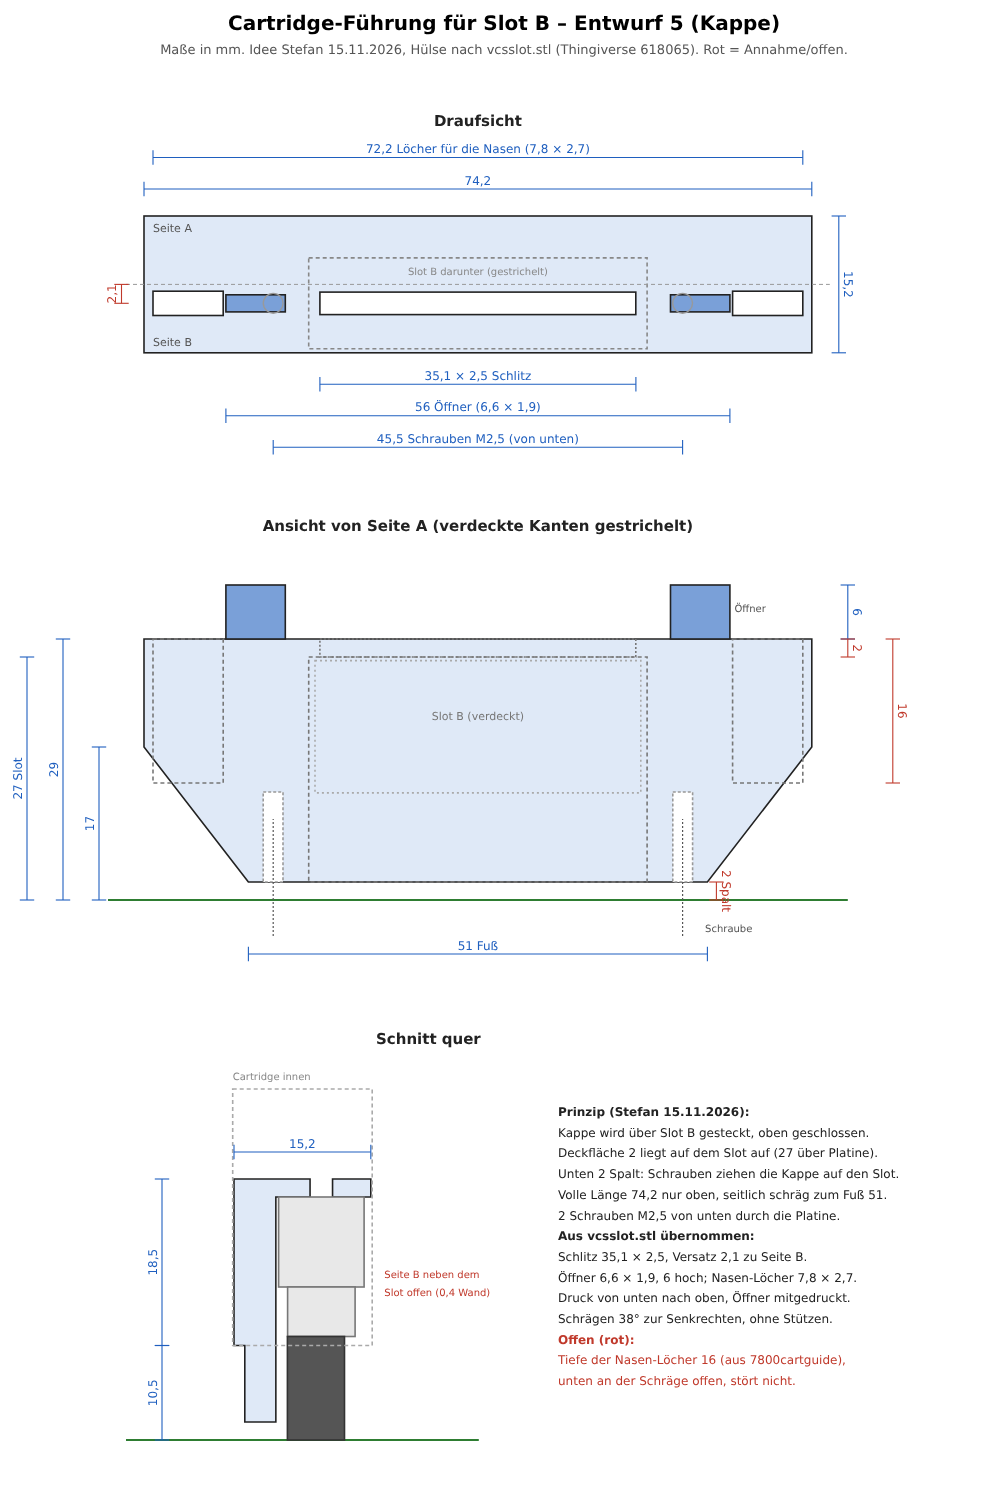 Cartridge-Führung für Slot B – Entwurf 5 (Kappe)
Maße in mm. Idee Stefan 15.11.2026, Hülse nach vcsslot.stl (Thingiverse 618065). Rot = Annahme/offen.
Draufsicht
72,2 Löcher für die Nasen (7,8 × 2,7)
74,2
Seite A
Slot B darunter (gestrichelt)
2,1
15,2
Seite B
35,1 × 2,5 Schlitz
56 Öffner (6,6 × 1,9)
45,5 Schrauben M2,5 (von unten)
Ansicht von Seite A (verdeckte Kanten gestrichelt)
Öffner
6
2
16
Slot B (verdeckt)
27 Slot
29
17
2 Spalt
Schraube
51 Fuß
Schnitt quer
Cartridge innen
15,2
18,5
10,5
Seite B neben dem
Slot offen (0,4 Wand)
Prinzip (Stefan 15.11.2026):
Kappe wird über Slot B gesteckt, oben geschlossen.
Deckfläche 2 liegt auf dem Slot auf (27 über Platine).
Unten 2 Spalt: Schrauben ziehen die Kappe auf den Slot.
Volle Länge 74,2 nur oben, seitlich schräg zum Fuß 51.
2 Schrauben M2,5 von unten durch die Platine.
Aus vcsslot.stl übernommen:
Schlitz 35,1 × 2,5, Versatz 2,1 zu Seite B.
Öffner 6,6 × 1,9, 6 hoch; Nasen-Löcher 7,8 × 2,7.
Druck von unten nach oben, Öffner mitgedruckt.
Schrägen 38° zur Senkrechten, ohne Stützen.
Offen (rot):
Tiefe der Nasen-Löcher 16 (aus 7800cartguide),
unten an der Schräge offen, stört nicht.